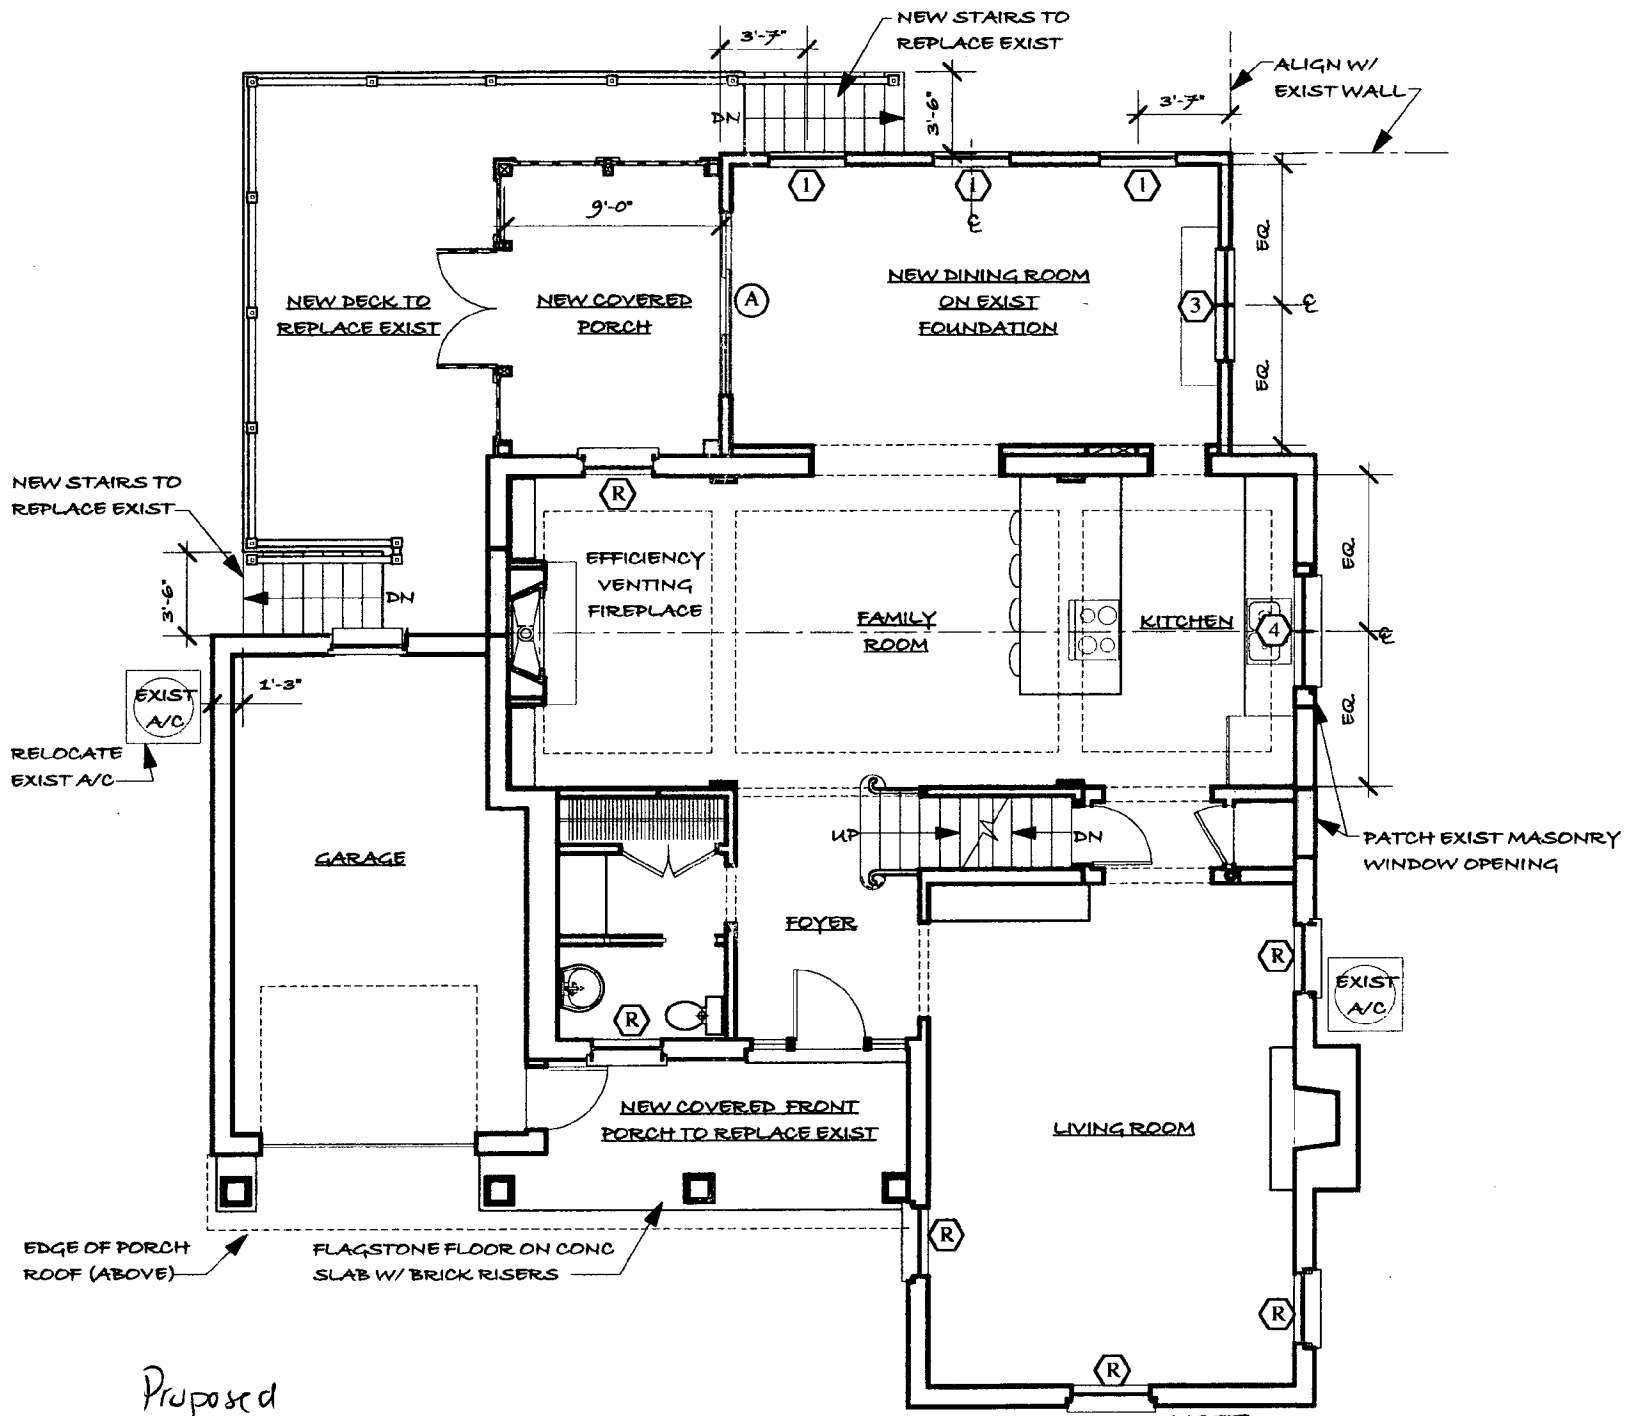 3'-7"
NEW STAIRS TO
REPLACE EXIST
ALIGN W/
EXIST WALL
3'-7"
DN
3'-6"
1
1
1
9'-0"
℄
EQ
NEW DECK TO
REPLACE EXIST
NEW COVERED
PORCH
A
NEW DINING ROOM
ON EXIST
FOUNDATION
3
℄
EQ
NEW STAIRS TO
REPLACE EXIST
R
EFFICIENCY
VENTING
FIREPLACE
EQ
3'-6"
DN
FAMILY
ROOM
KITCHEN
4
℄
EXIST
A/C
1'-3"
EQ
RELOCATE
EXIST A/C
UP
DN
PATCH EXIST MASONRY
WINDOW OPENING
GARAGE
FOYER
R
EXIST
A/C
R
NEW COVERED FRONT
PORCH TO REPLACE EXIST
LIVING ROOM
EDGE OF PORCH
ROOF (ABOVE)
FLAGSTONE FLOOR ON CONC
SLAB W/ BRICK RISERS
R
R
R
Proposed